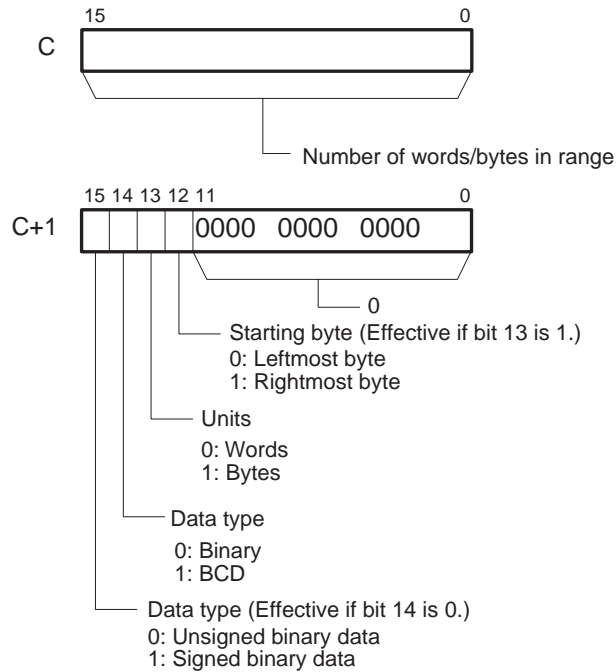 15 0
C
Number of words/bytes in range
15 14 13 12 11 0
C+1 0000 0000 0000
0
Starting byte (Effective if bit 13 is 1.)
0: Leftmost byte
1: Rightmost byte
Units
0: Words
1: Bytes
Data type
0: Binary
1: BCD
Data type (Effective if bit 14 is 0.)
0: Unsigned binary data
1: Signed binary data